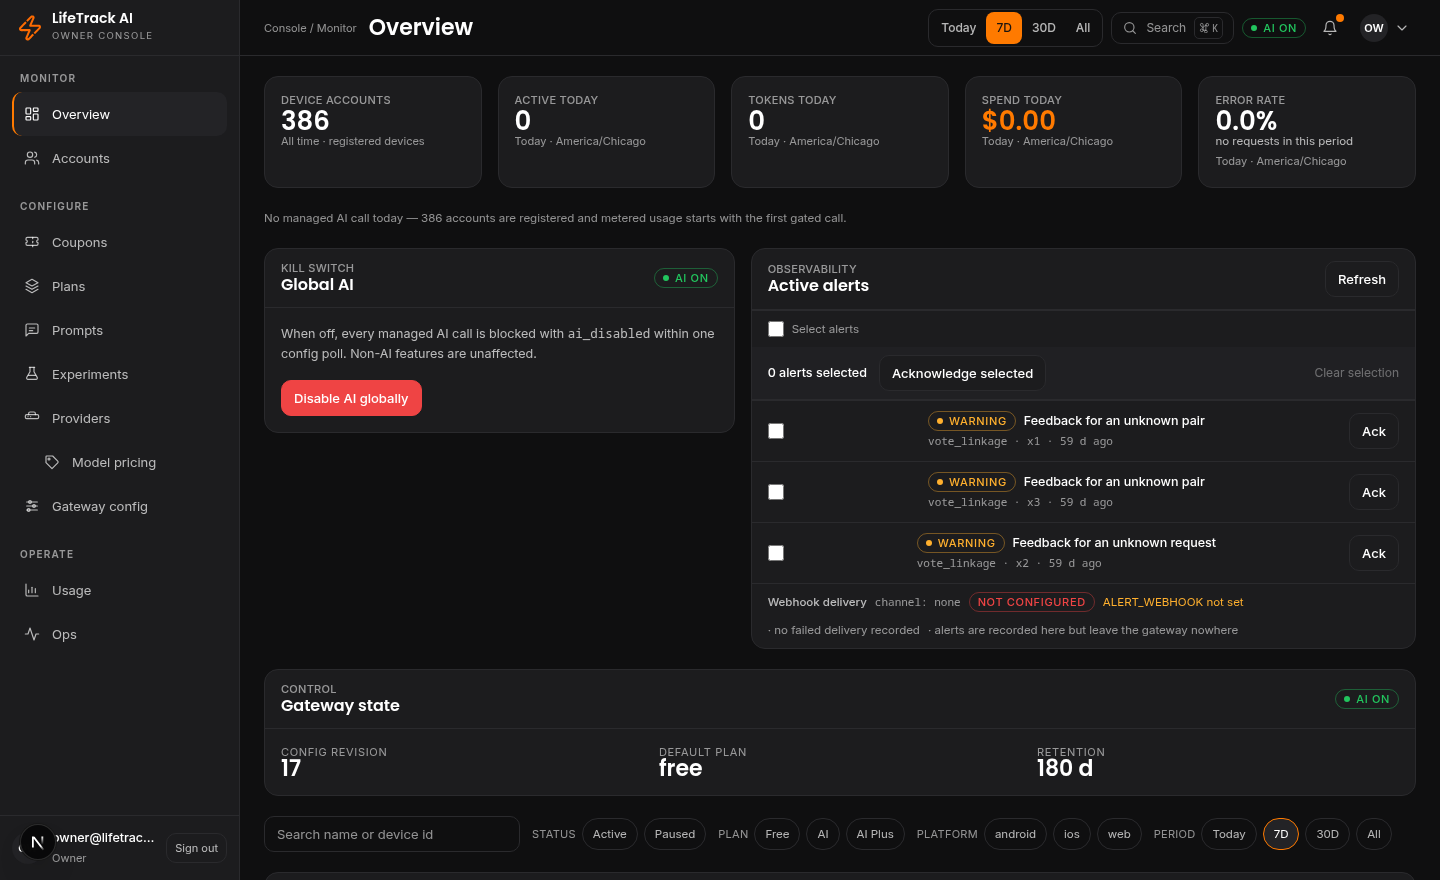 LifeTrack AI
OWNER CONSOLE
MONITOR
Overview
Accounts
CONFIGURE
Coupons
Plans
Prompts
Experiments
Providers
Model pricing
Gateway config
OPERATE
Usage
Ops
N
owner@lifetrac...
Owner
Sign out
Console / Monitor
Overview
Today 7D 30D All
Search ⌘ K
AI ON
OW
DEVICE ACCOUNTS
386
All time · registered devices
ACTIVE TODAY
0
Today · America/Chicago
TOKENS TODAY
0
Today · America/Chicago
SPEND TODAY
$0.00
Today · America/Chicago
ERROR RATE
0.0%
no requests in this period
Today · America/Chicago
No managed AI call today — 386 accounts are registered and metered usage starts with the first gated call.
KILL SWITCH
Global AI
AI ON
When off, every managed AI call is blocked with ai_disabled within one
config poll. Non-AI features are unaffected.
Disable AI globally
OBSERVABILITY
Active alerts
Refresh
Select alerts
0 alerts selected
Acknowledge selected
Clear selection
WARNING Feedback for an unknown pair
vote_linkage · x1 · 59 d ago
Ack
WARNING Feedback for an unknown pair
vote_linkage · x3 · 59 d ago
Ack
WARNING Feedback for an unknown request
vote_linkage · x2 · 59 d ago
Ack
Webhook delivery channel: none NOT CONFIGURED ALERT_WEBHOOK not set
· no failed delivery recorded · alerts are recorded here but leave the gateway nowhere
CONTROL
Gateway state
AI ON
CONFIG REVISION
17
DEFAULT PLAN
free
RETENTION
180 d
Search name or device id
STATUS Active Paused PLAN Free AI AI Plus PLATFORM android ios web PERIOD Today 7D 30D All